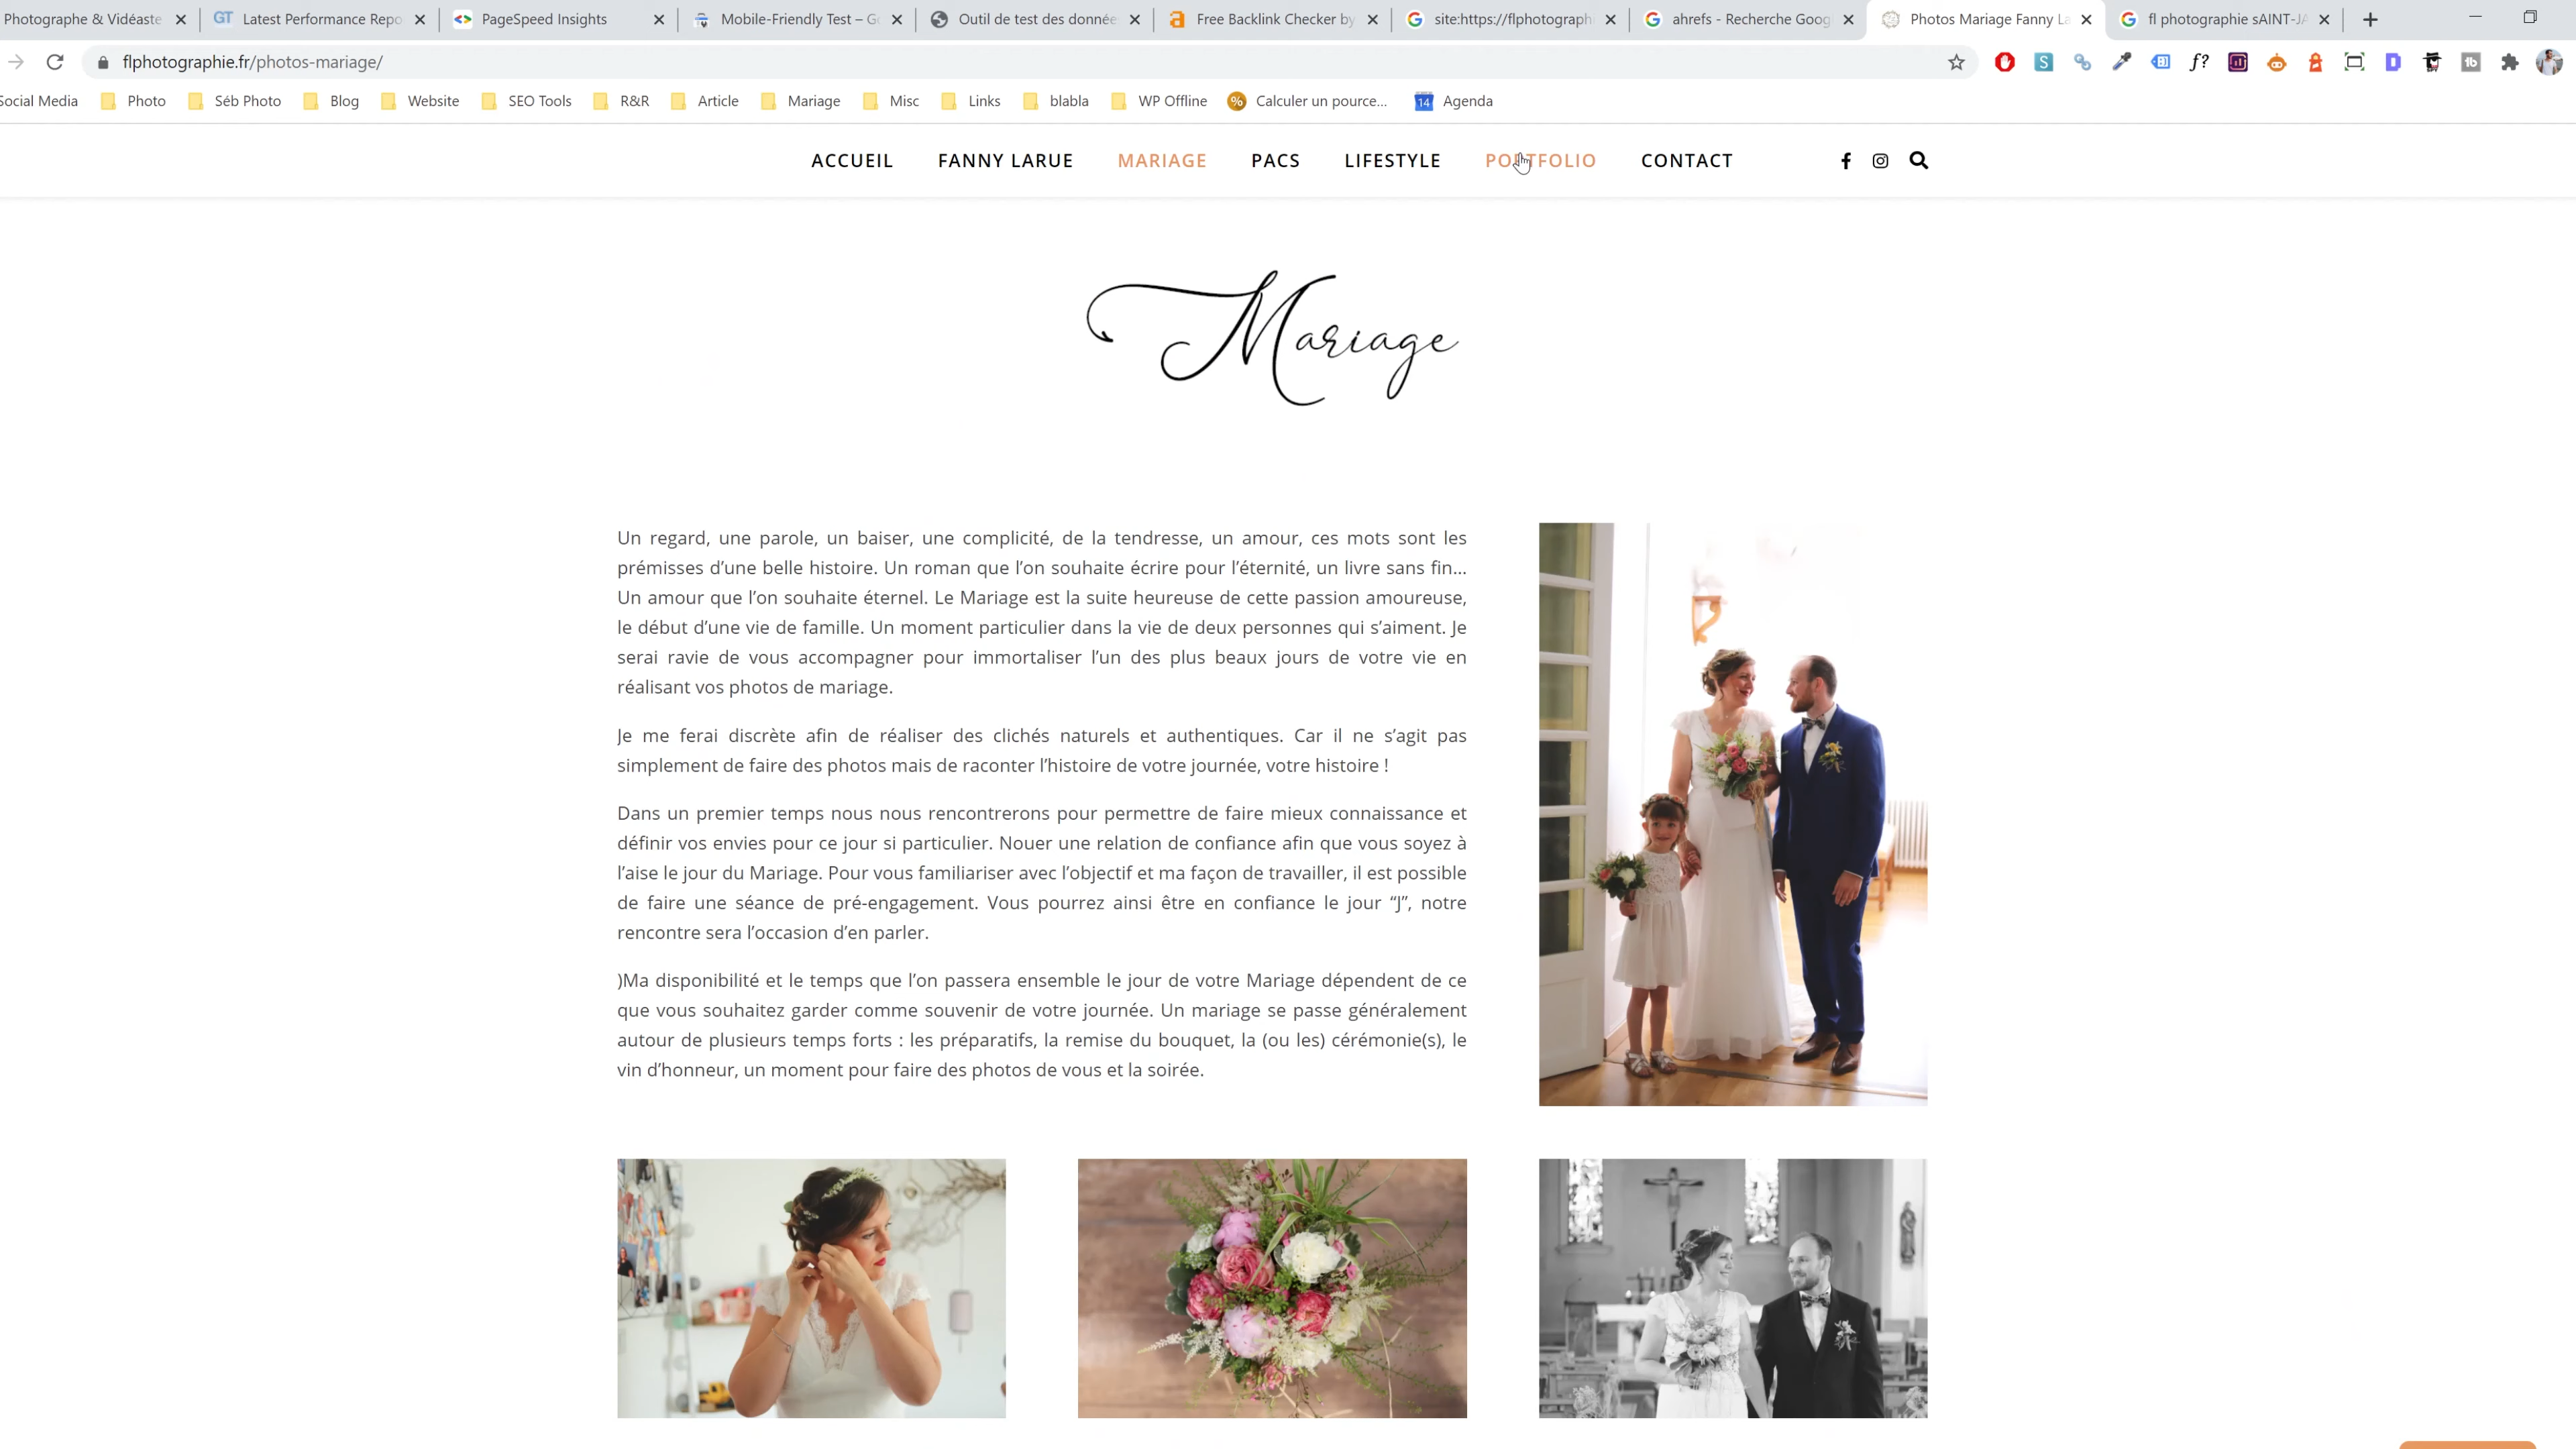 Photographe & Vidéaste
GT Latest Performance Repo
PageSpeed Insights
Mobile-Friendly Test – Go
Outil de test des donnée
Free Backlink Checker by
site:https://flphotograph
ahrefs - Recherche Goog
Photos Mariage Fanny La
fl photographie sAINT-JA
flphotographie.fr/photos-mariage/
Social Media Photo Séb Photo Blog Website SEO Tools R&R Article Mariage Misc Links blabla WP Offline Calculer un pource... 14 Agenda
ACCUEIL FANNY LARUE MARIAGE PACS LIFESTYLE PORTFOLIO CONTACT
Mariage
Un regard, une parole, un baiser, une complicité, de la tendresse, un amour, ces mots sont les
prémisses d’une belle histoire. Un roman que l’on souhaite écrire pour l’éternité, un livre sans fin…
Un amour que l’on souhaite éternel. Le Mariage est la suite heureuse de cette passion amoureuse,
le début d’une vie de famille. Un moment particulier dans la vie de deux personnes qui s’aiment. Je
serai ravie de vous accompagner pour immortaliser l’un des plus beaux jours de votre vie en
réalisant vos photos de mariage.
Je me ferai discrète afin de réaliser des clichés naturels et authentiques. Car il ne s’agit pas
simplement de faire des photos mais de raconter l’histoire de votre journée, votre histoire !
Dans un premier temps nous nous rencontrerons pour permettre de faire mieux connaissance et
définir vos envies pour ce jour si particulier. Nouer une relation de confiance afin que vous soyez à
l’aise le jour du Mariage. Pour vous familiariser avec l’objectif et ma façon de travailler, il est possible
de faire une séance de pré-engagement. Vous pourrez ainsi être en confiance le jour “J”, notre
rencontre sera l’occasion d’en parler.
)Ma disponibilité et le temps que l’on passera ensemble le jour de votre Mariage dépendent de ce
que vous souhaitez garder comme souvenir de votre journée. Un mariage se passe généralement
autour de plusieurs temps forts : les préparatifs, la remise du bouquet, la (ou les) cérémonie(s), le
vin d’honneur, un moment pour faire des photos de vous et la soirée.